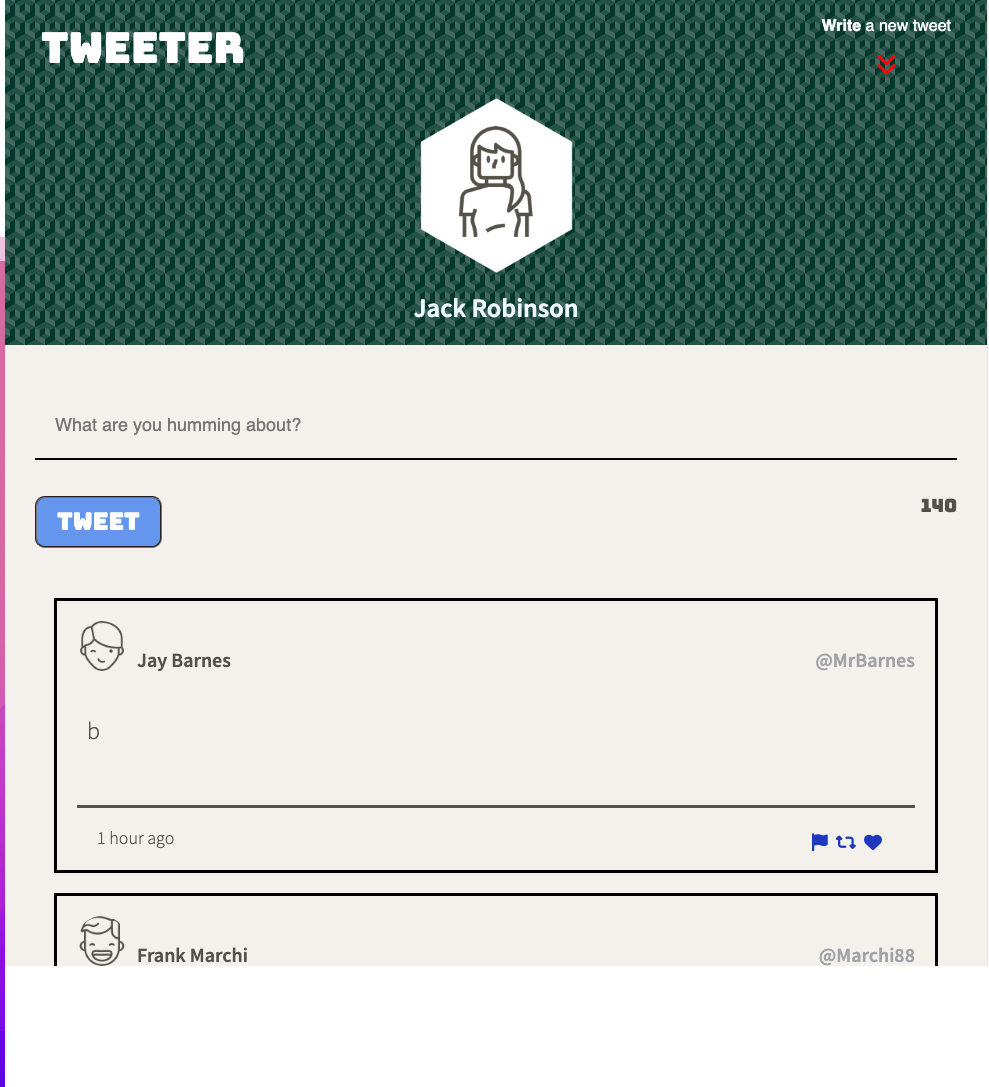 TWEETER
Write a new tweet
Jack Robinson
What are you humming about?
TWEET
140
Jay Barnes
@MrBarnes
b
1 hour ago
Frank Marchi
@Marchi88